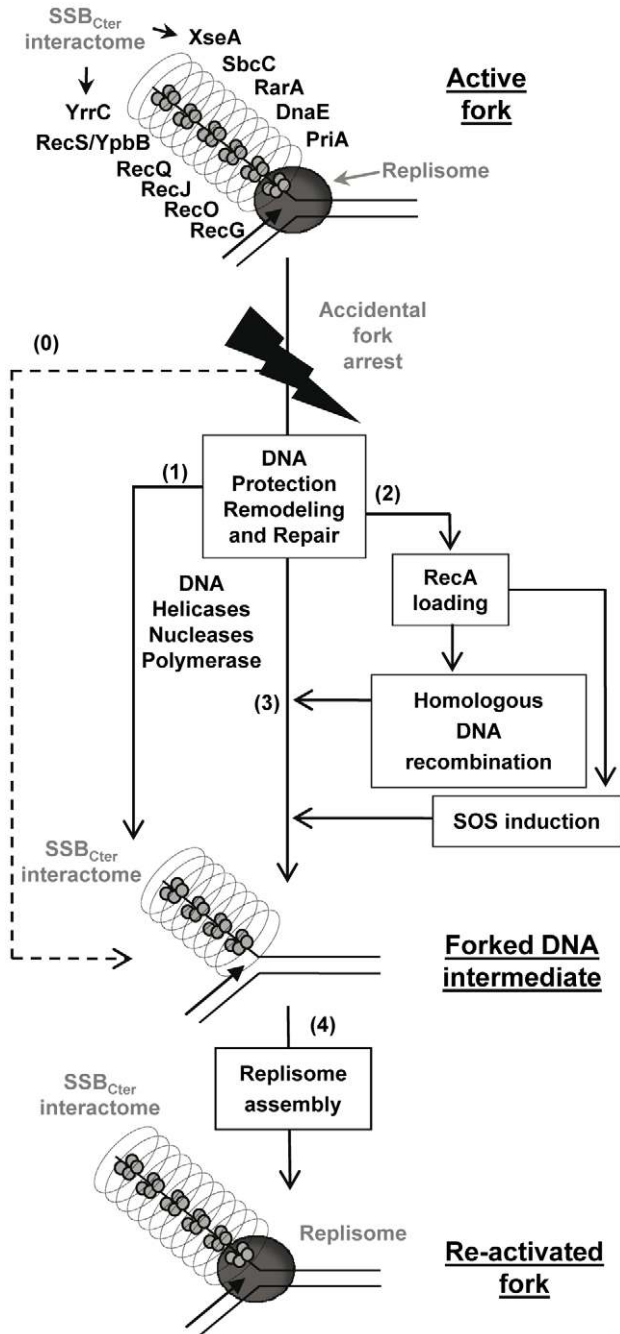 SSBCter
interactome
XseA
SbcC
RarA
DnaE
PriA
YrrC
RecS/YpbB
RecQ
RecJ
RecO
RecG
Active
fork
Replisome
Accidental
fork
arrest
(0)
(1)
DNA
Protection
Remodeling
and Repair
(2)
RecA
loading
DNA
Helicases
Nucleases
Polymerase
(3)
Homologous
DNA
recombination
SOS induction
SSBCter
interactome
Forked DNA
intermediate
(4)
Replisome
assembly
SSBCter
interactome
Replisome
Re-activated
fork